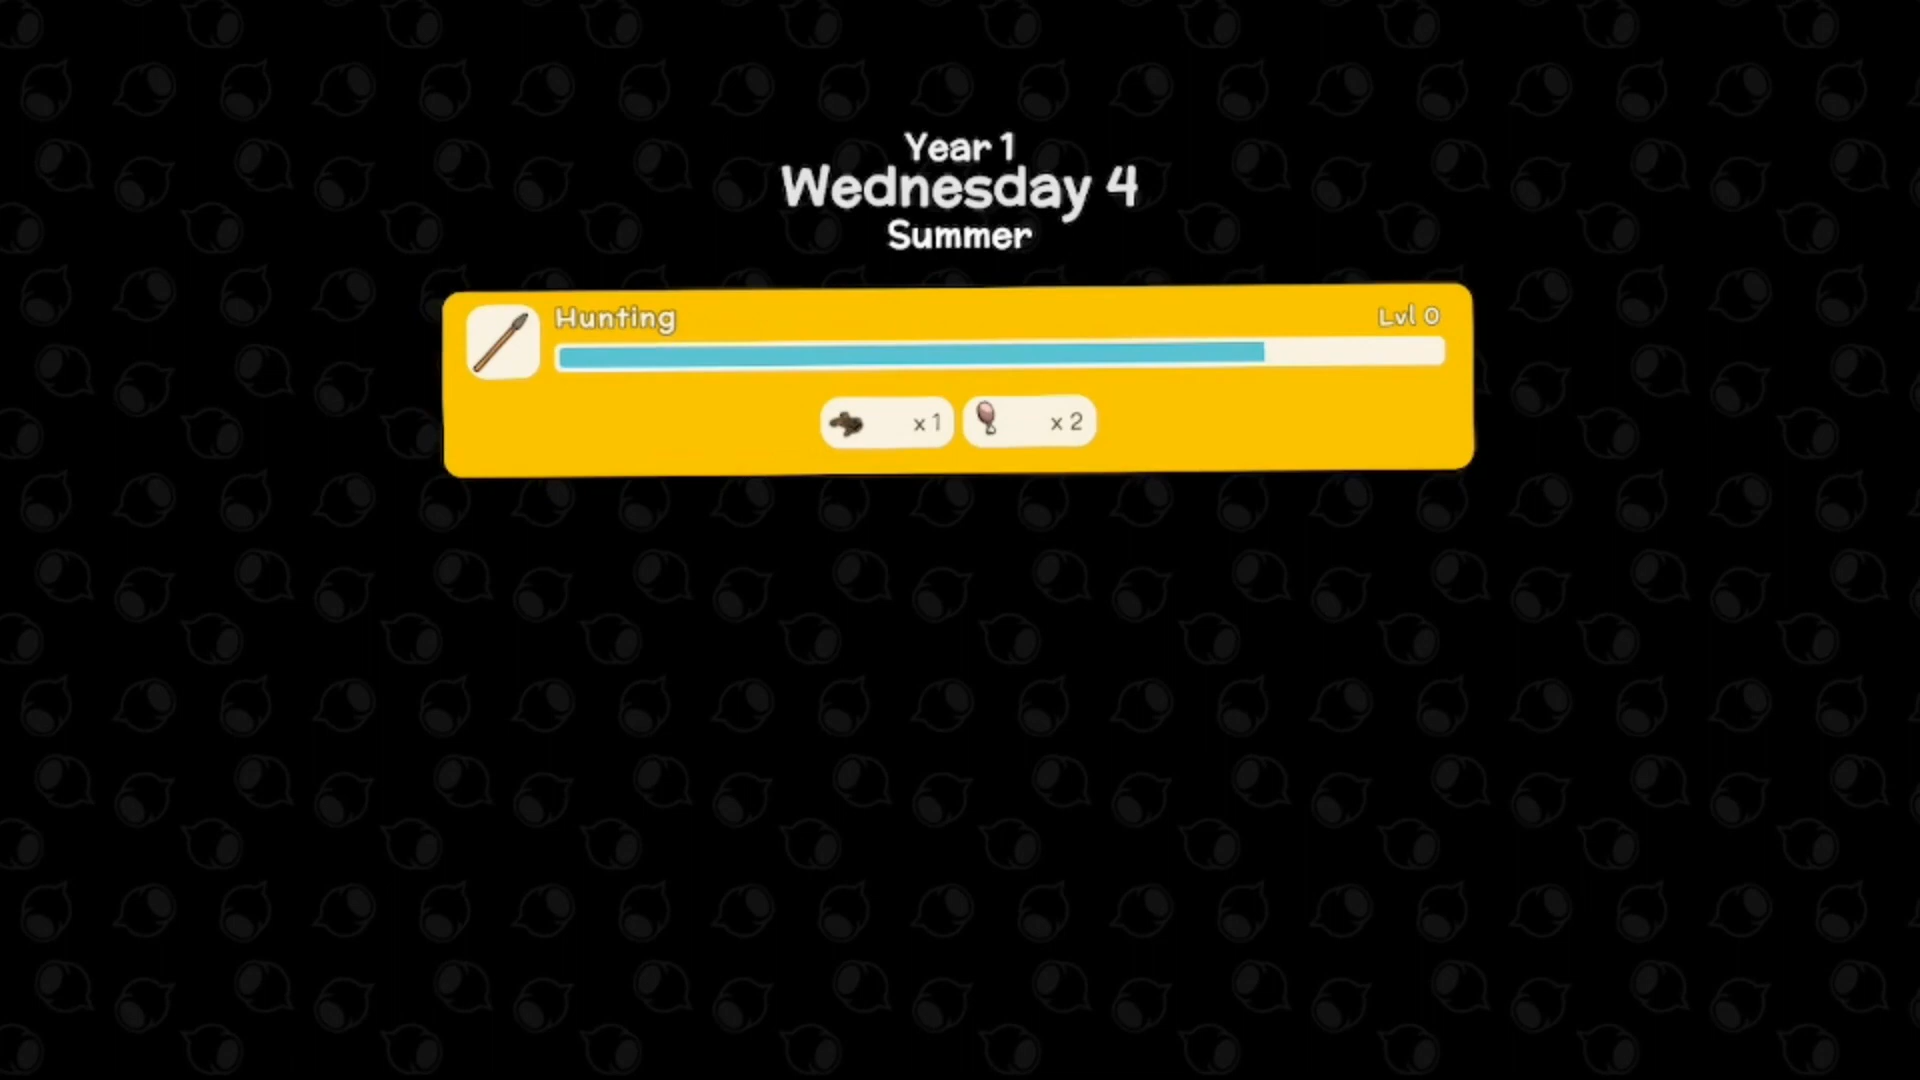 Year 1
Wednesday 4
Summer
Hunting Lvl 0
x 1 x 2